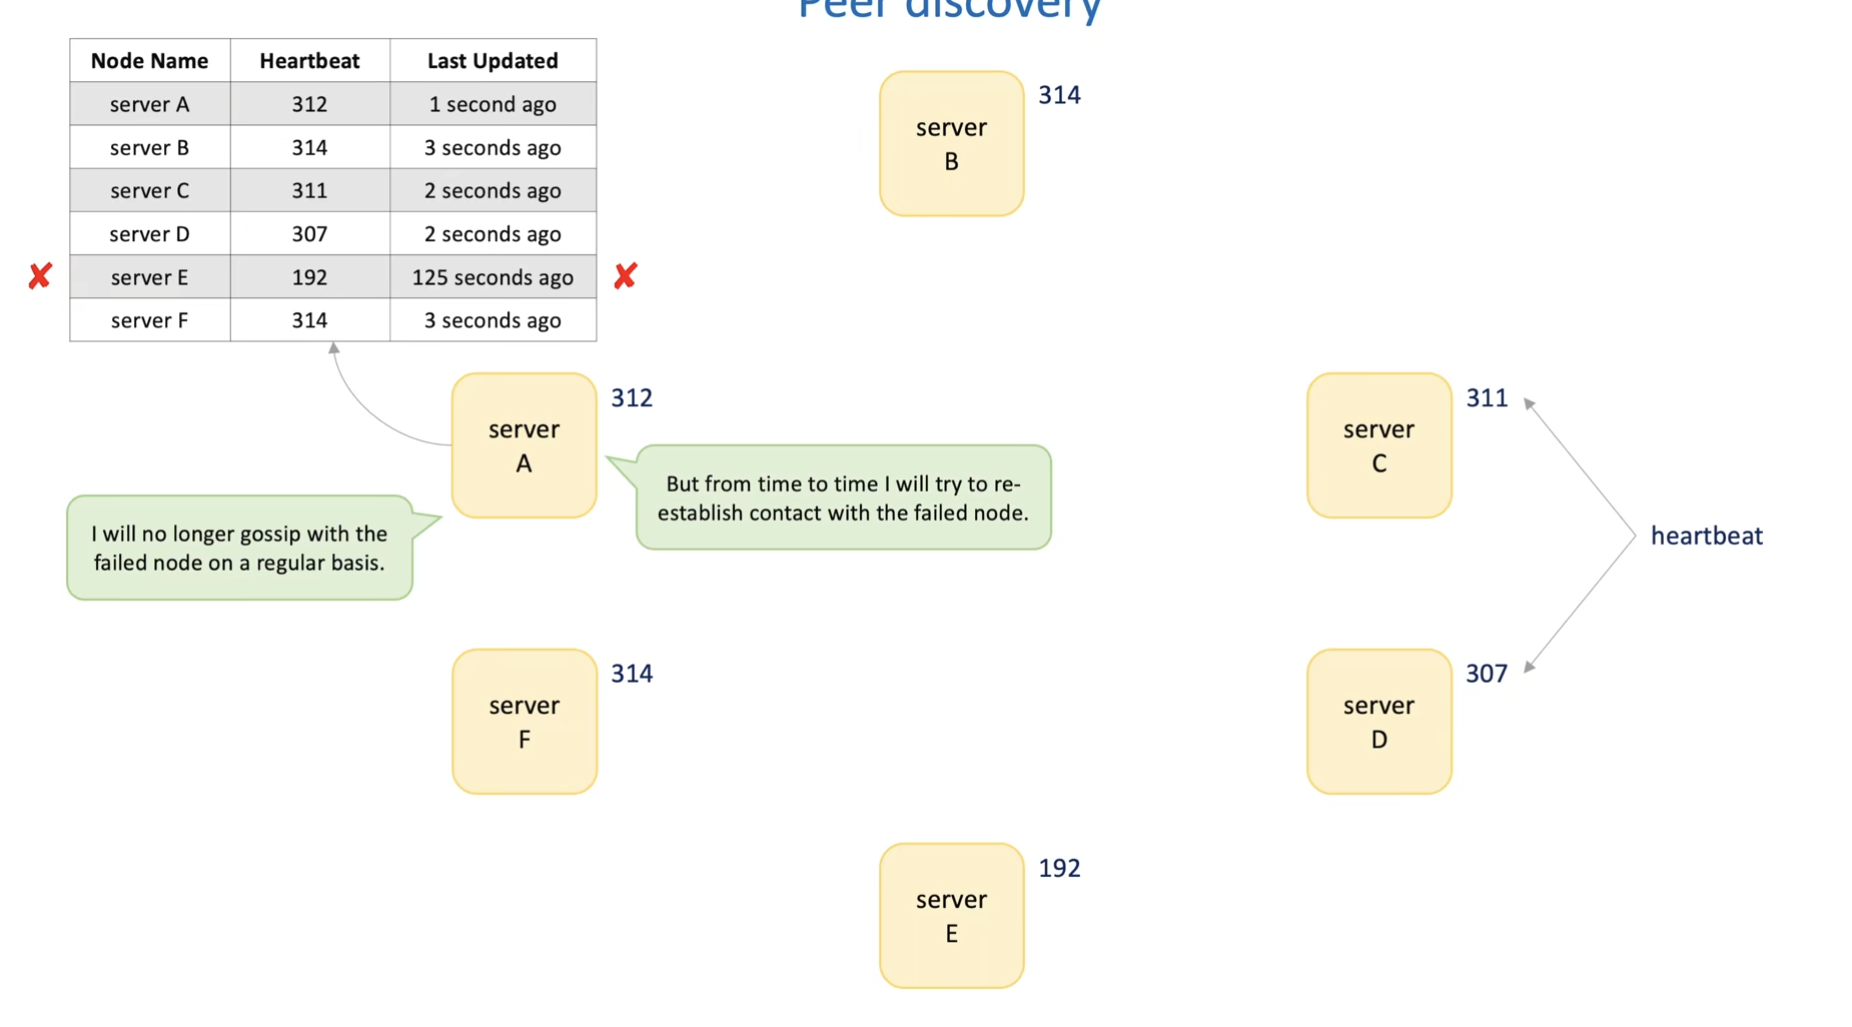 Peer discovery
Node Name Heartbeat Last Updated
server A 312 1 second ago
server B 314 3 seconds ago
server C 311 2 seconds ago
server D 307 2 seconds ago
✘ server E 192 125 seconds ago ✘
server F 314 3 seconds ago
server
B
314
server
A
312
But from time to time I will try to re-
establish contact with the failed node.
I will no longer gossip with the
failed node on a regular basis.
server
C
311
heartbeat
server
F
314
server
D
307
server
E
192